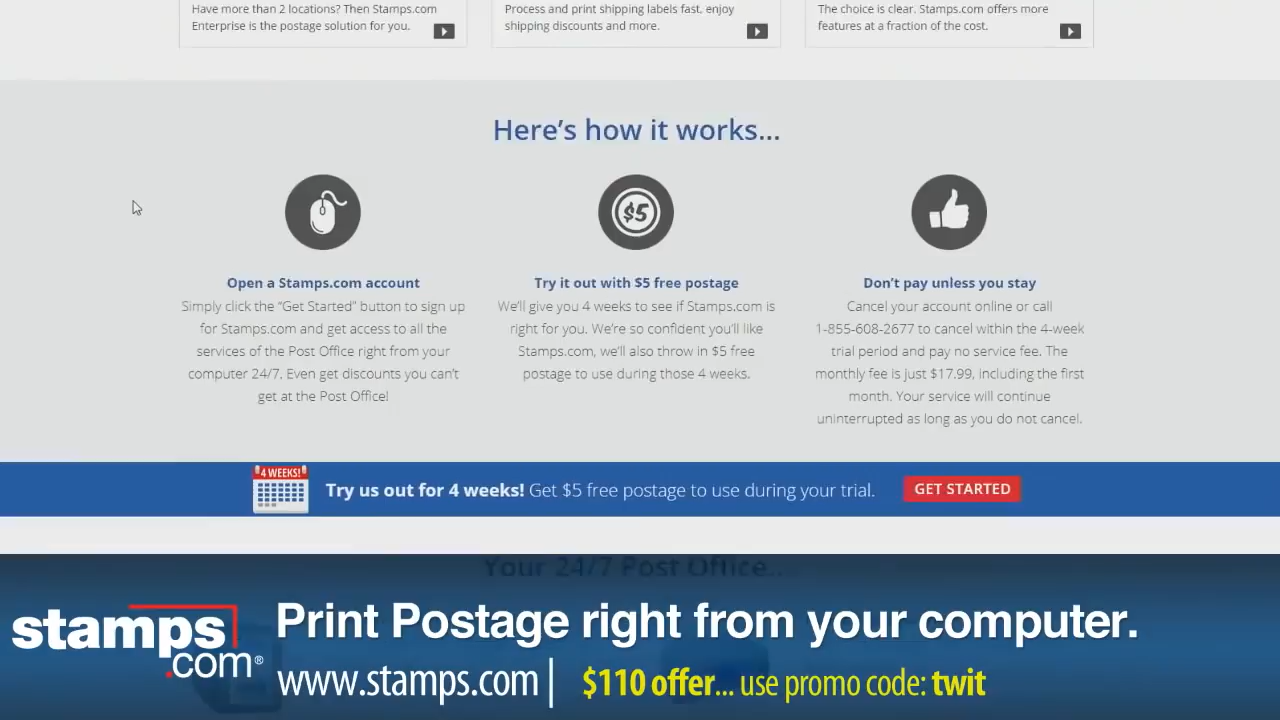 Have more than 2 locations? Then Stamps.com
Enterprise is the postage solution for you.
Process and print shipping labels fast, enjoy
shipping discounts and more.
The choice is clear. Stamps.com offers more
features at a fraction of the cost.
Here's how it works...
$5
Open a Stamps.com account
Simply click the "Get Started" button to sign up
for Stamps.com and get access to all the
services of the Post Office right from your
computer 24/7. Even get discounts you can't
get at the Post Office!
Try it out with $5 free postage
We'll give you 4 weeks to see if Stamps.com is
right for you. We're so confident you'll like
Stamps.com, we'll also throw in $5 free
postage to use during those 4 weeks.
Don't pay unless you stay
Cancel your account online or call
1-855-608-2677 to cancel within the 4-week
trial period and pay no service fee. The
monthly fee is just $17.99, including the first
month. Your service will continue
uninterrupted as long as you do not cancel.
4 WEEKS!
Try us out for 4 weeks! Get $5 free postage to use during your trial.
GET STARTED
Your 24/7 Post Office...
stamps
.com®
Print Postage right from your computer.
www.stamps.com | $110 offer... use promo code: twit